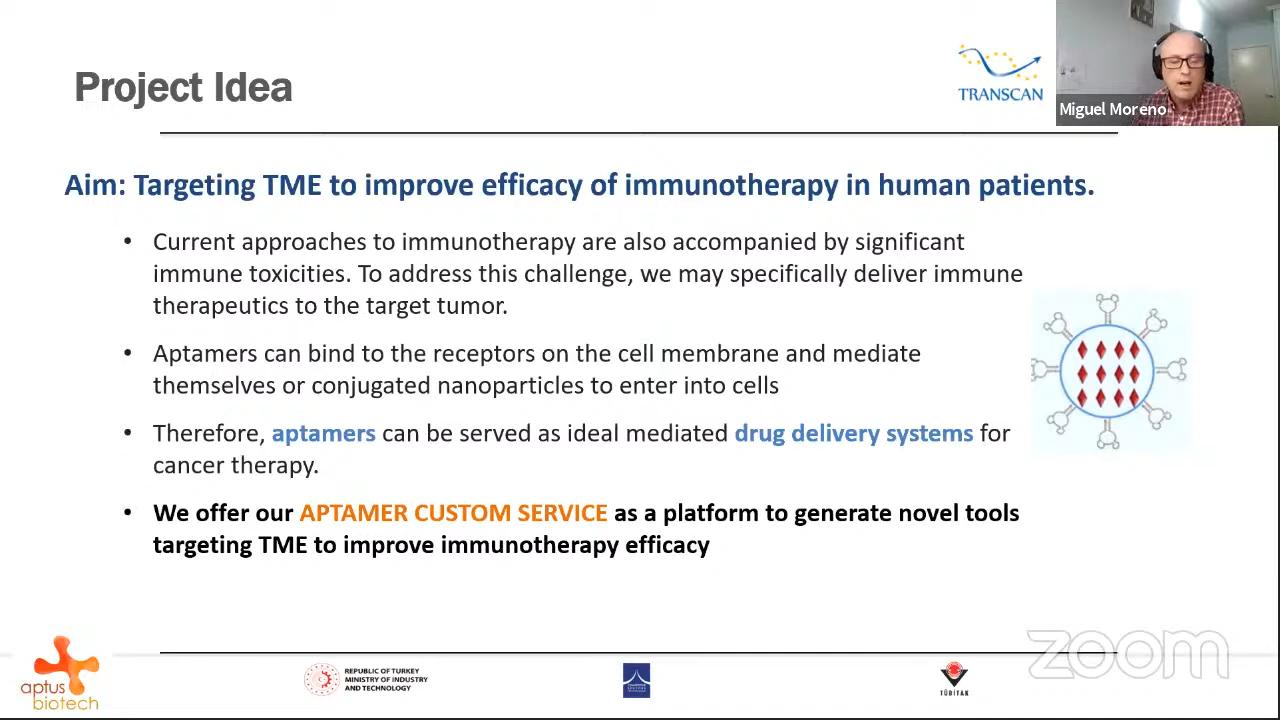 Project Idea
TRANSCAN
Miguel Moreno
Aim: Targeting TME to improve efficacy of immunotherapy in human patients.
• Current approaches to immunotherapy are also accompanied by significant
immune toxicities. To address this challenge, we may specifically deliver immune
therapeutics to the target tumor.
• Aptamers can bind to the receptors on the cell membrane and mediate
themselves or conjugated nanoparticles to enter into cells
• Therefore, aptamers can be served as ideal mediated drug delivery systems for
cancer therapy.
• We offer our APTAMER CUSTOM SERVICE as a platform to generate novel tools
targeting TME to improve immunotherapy efficacy
aptus
biotech
REPUBLIC OF TURKEY
MINISTRY OF INDUSTRY
AND TECHNOLOGY
TÜBİTAK
zoom